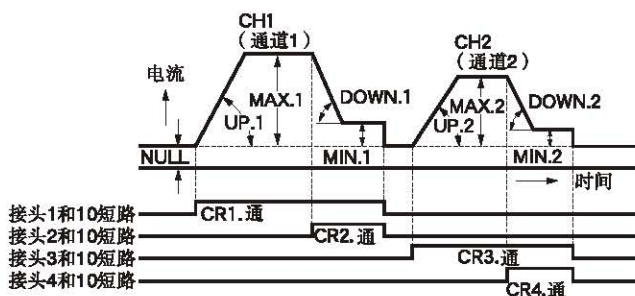 CH1
（通道1）
CH2
（通道2）
电流
MAX.1
DOWN.1
UP.1
MAX.2
DOWN.2
UP.2
NULL
MIN.1
MIN.2
时间
接头1和10短路
CR1.通
接头2和10短路
CR2.通
接头3和10短路
CR3.通
接头4和10短路
CR4.通